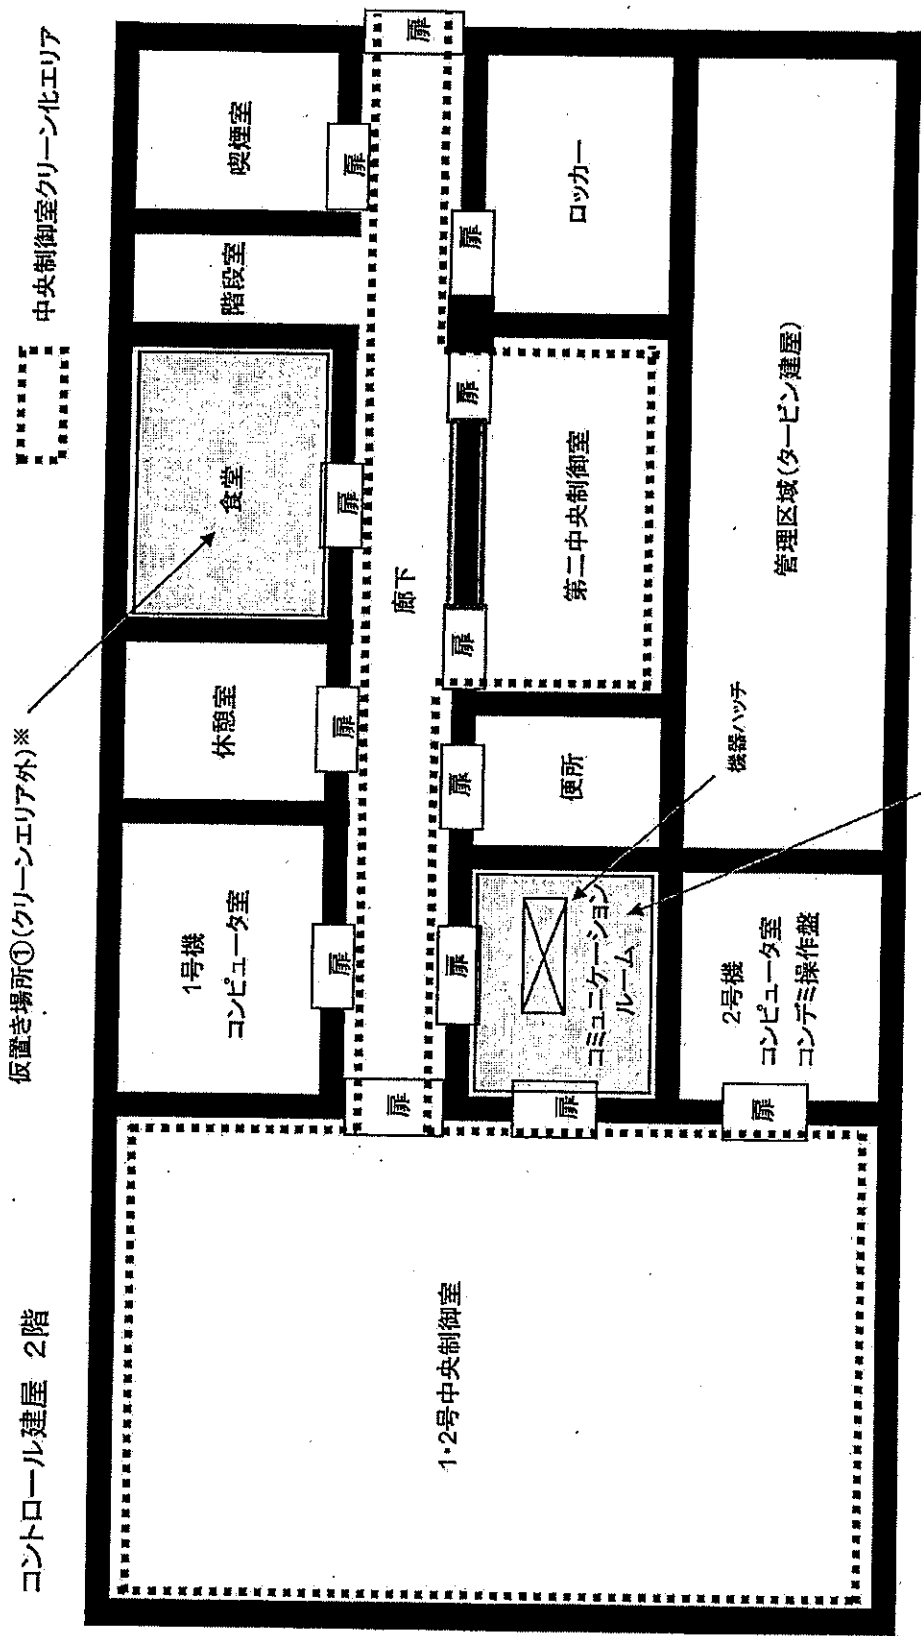 コントロール建屋 2階
仮置き場所①(クリーンエリア外)※
中央制御室クリーン化エリア
1号機
コンピュータ室
休憩室
食堂
階段室
喫煙室
扉
扉
扉
扉
扉
廊下
扉
1・2号中央制御室
扉
扉
扉
扉
扉
扉
コミュニケーション
ルーム
便所
第二中央制御室
ロッカー
扉
機器ハッチ
2号機
コンピュータ室
コンデミ操作盤
管理区域(タービン建屋)